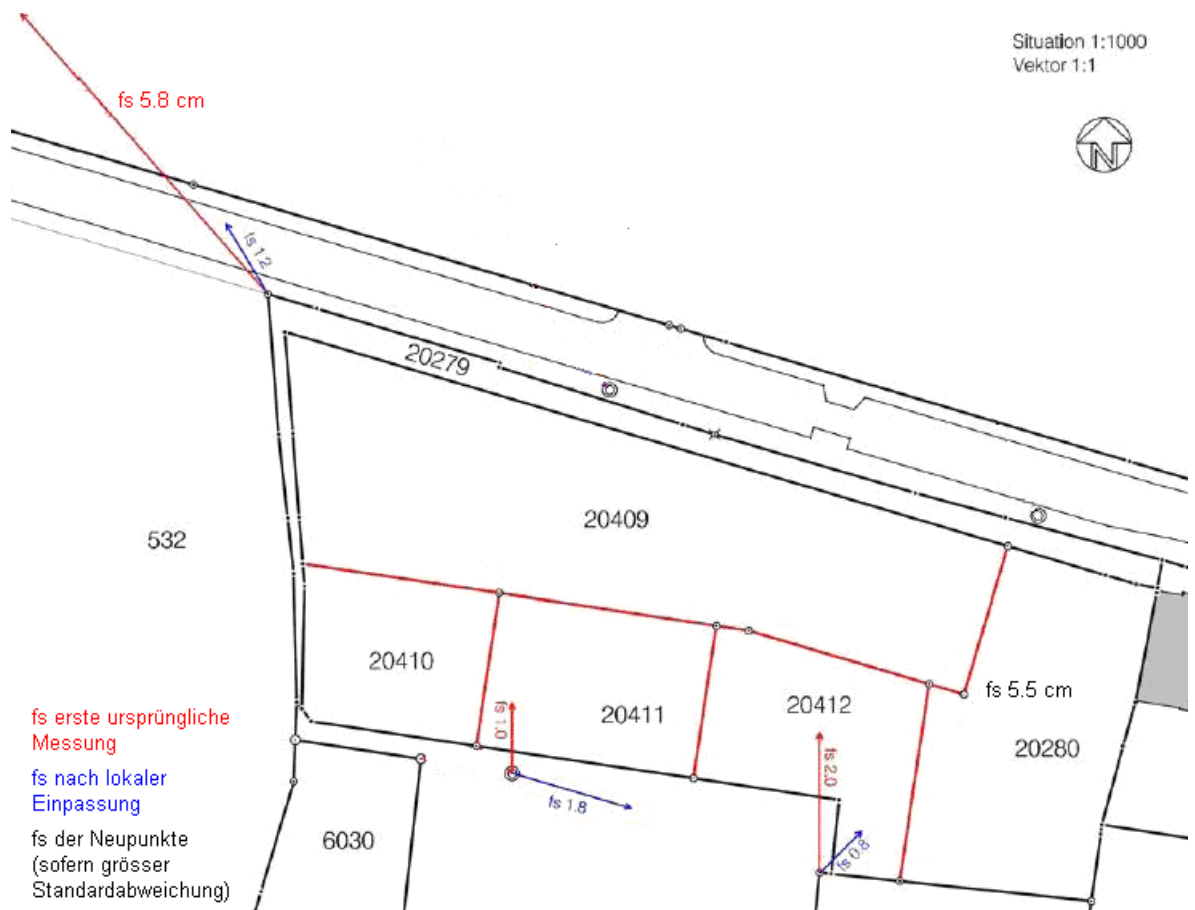 Situation 1:1000
Vektor 1:1
N
fs 5.8 cm
fs 1.2
20279
20409
532
20410
20411
20412
fs 5.5 cm
20280
fs 1.0
fs 1.8
fs 2.0
fs 0.8
6030
fs erste ursprüngliche
Messung
fs nach lokaler
Einpassung
fs der Neupunkte
(sofern grösser
Standardabweichung)